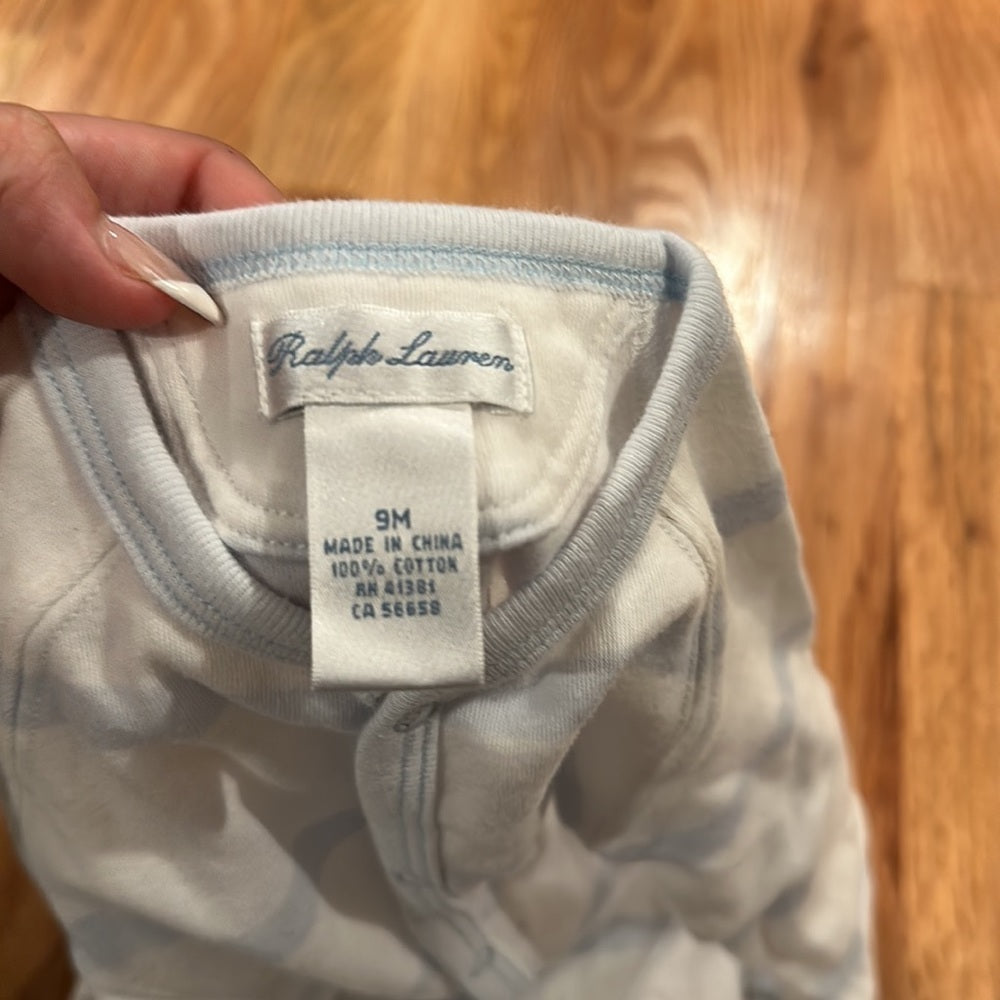 Ralph Lauren
9M
MADE IN CHINA
100% COTTON
RN 41381
CA 56658